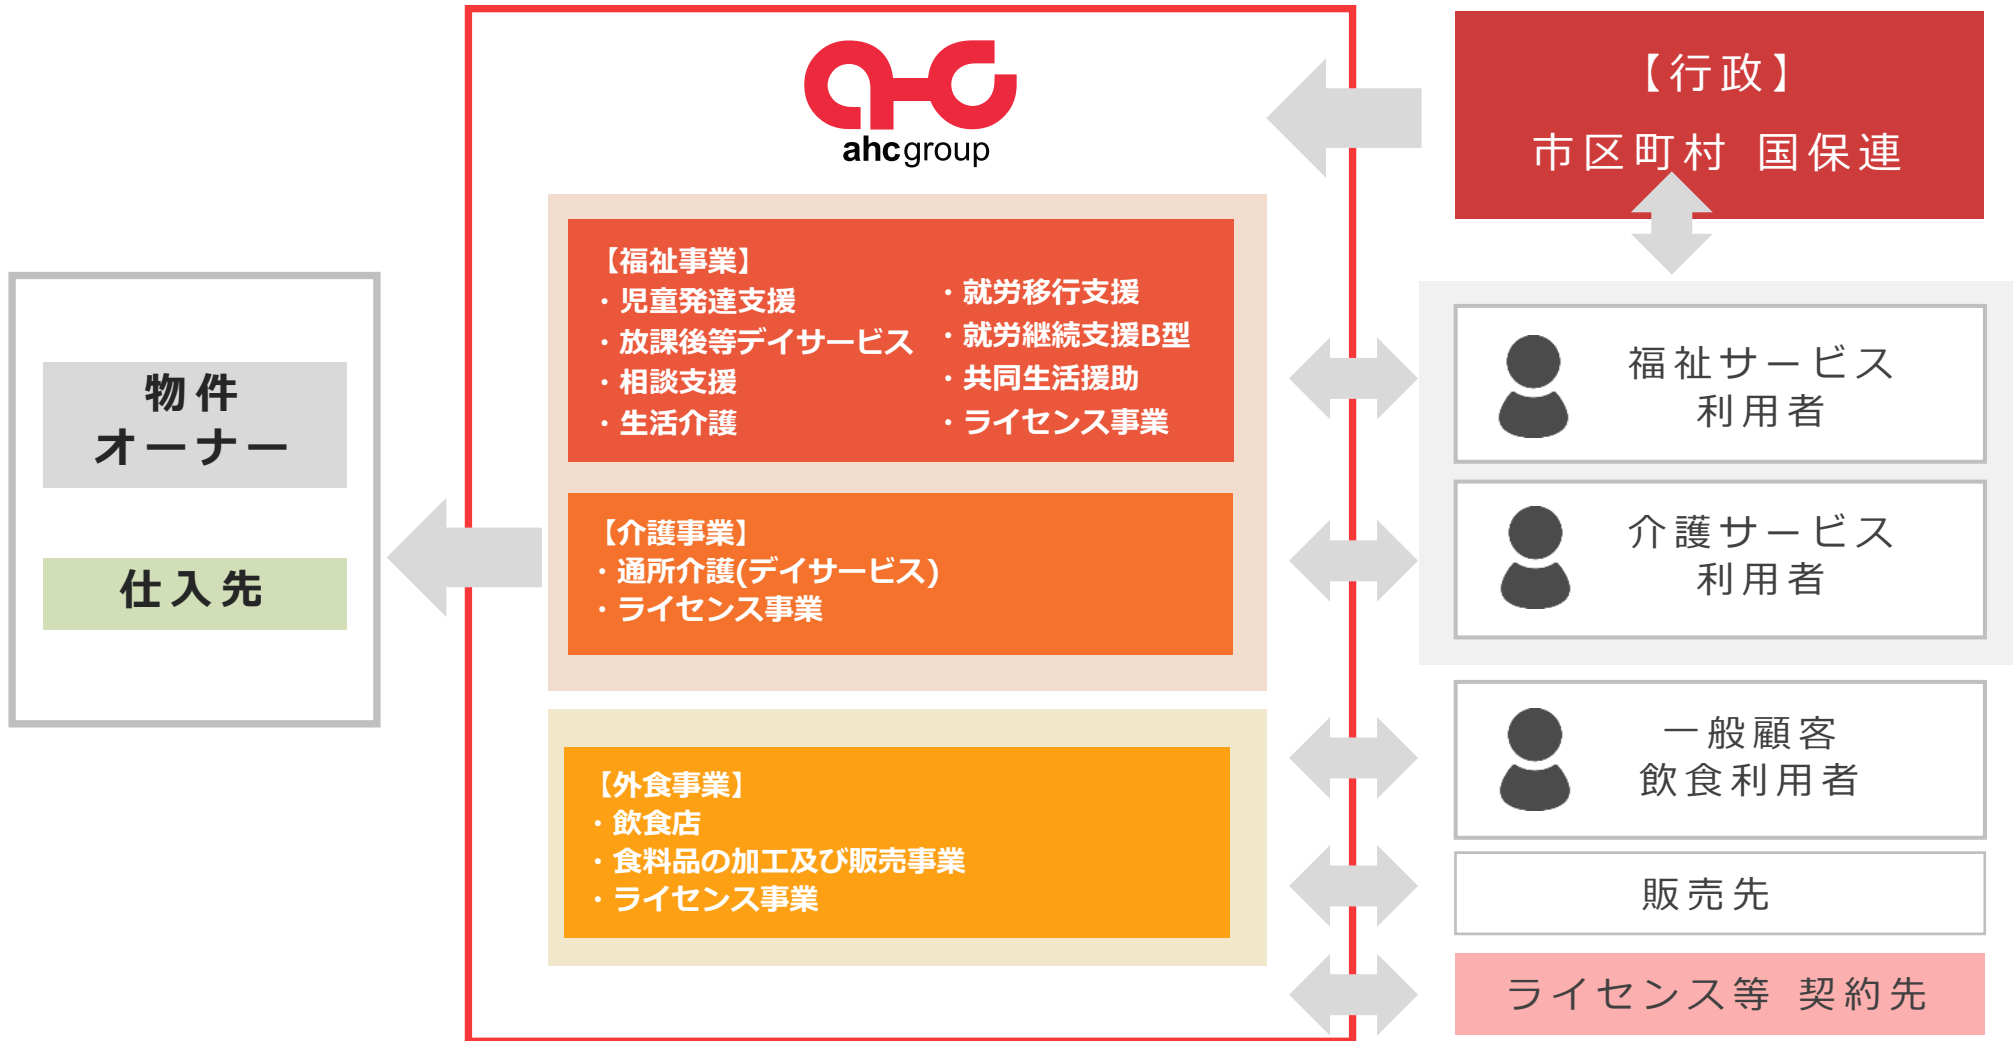 物件
オーナー
仕入先
ahcgroup
【福祉事業】
・児童発達支援
・放課後等デイサービス
・相談支援
・生活介護
・就労移行支援
・就労継続支援B型
・共同生活援助
・ライセンス事業
【介護事業】
・通所介護(デイサービス)
・ライセンス事業
【外食事業】
・飲食店
・食料品の加工及び販売事業
・ライセンス事業
【行政】
市区町村 国保連
福祉サービス
利用者
介護サービス
利用者
一般顧客
飲食利用者
販売先
ライセンス等 契約先